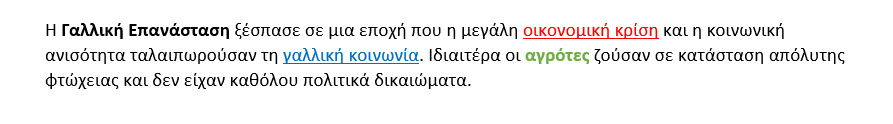 Η Γαλλική Επανάσταση ξέσπασε σε μια εποχή που η μεγάλη οικονομική κρίση και η κοινωνική
ανισότητα ταλαιπωρούσαν τη γαλλική κοινωνία. Ιδιαιτέρα οι αγρότες ζούσαν σε κατάσταση απόλυτης
φτώχειας και δεν είχαν καθόλου πολιτικά δικαιώματα.